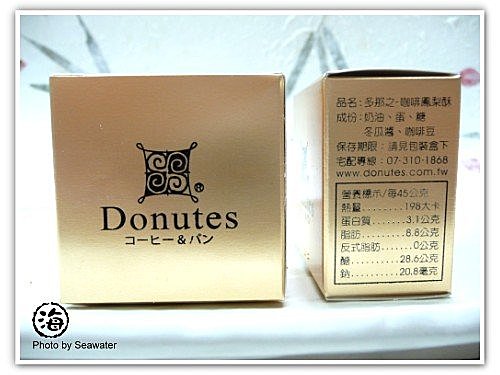 ®
Donutes
コーヒー&パン
品名:多那之-咖啡鳳梨酥
成份:奶油、蛋、糖
冬瓜醬、咖啡豆
保存期限:請見包裝盒下
宅配專線:07-310-1868
www.donutes.com.tw
營養標示/每45公克
熱量.........198大卡
蛋白質........3.1公克
脂肪..........8.8公克
反式脂肪......0公克
醣...........28.6公克
鈉...........20.8毫克
海
Photo by Seawater